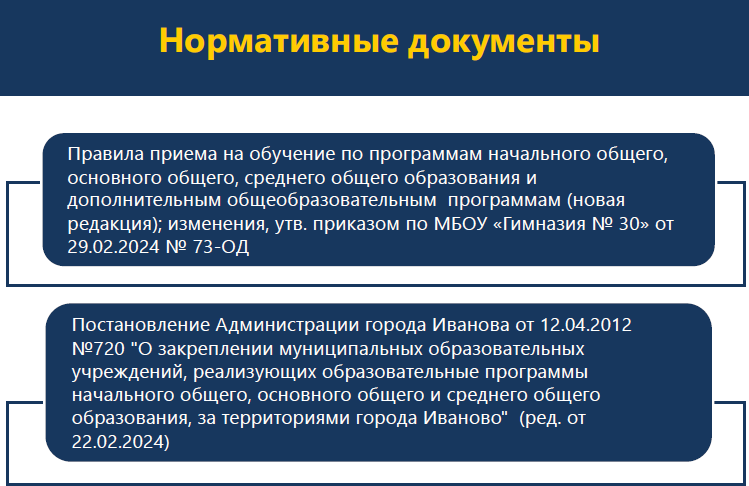 Нормативные документы
Правила приема на обучение по программам начального общего,
основного общего, среднего общего образования и
дополнительным общеобразовательным  программам (новая
редакция); изменения, утв. приказом по МБОУ «Гимназия № 30» от
29.02.2024 № 73-ОД
Постановление Администрации города Иванова от 12.04.2012
№720 "О закреплении муниципальных образовательных
учреждений, реализующих образовательные программы
начального общего, основного общего и среднего общего
образования, за территориями города Иваново"  (ред. от
22.02.2024)